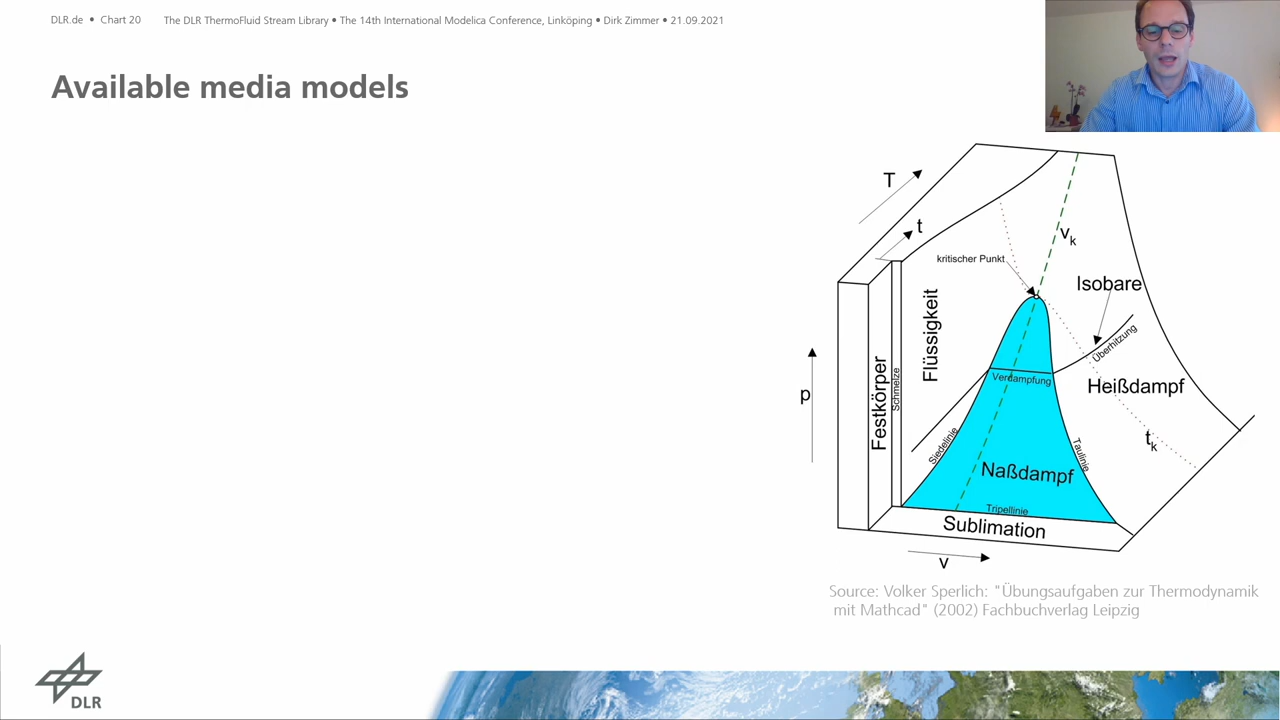 DLR.de • Chart 20 The DLR ThermoFluid Stream Library • The 14th International Modelica Conference, Linköping • Dirk Zimmer • 21.09.2021
Available media models
T
t
v k
kritischer Punkt
Isobare
Flüssigkeit
Überhitzung
Festkörper
Schmelze
Verdampfung
Heißdampf
p
Siedelinie
Taulinie
t k
Naßdampf
Tripellinie
Sublimation
v
Source: Volker Sperlich: "Übungsaufgaben zur Thermodynamik
mit Mathcad" (2002) Fachbuchverlag Leipzig
DLR